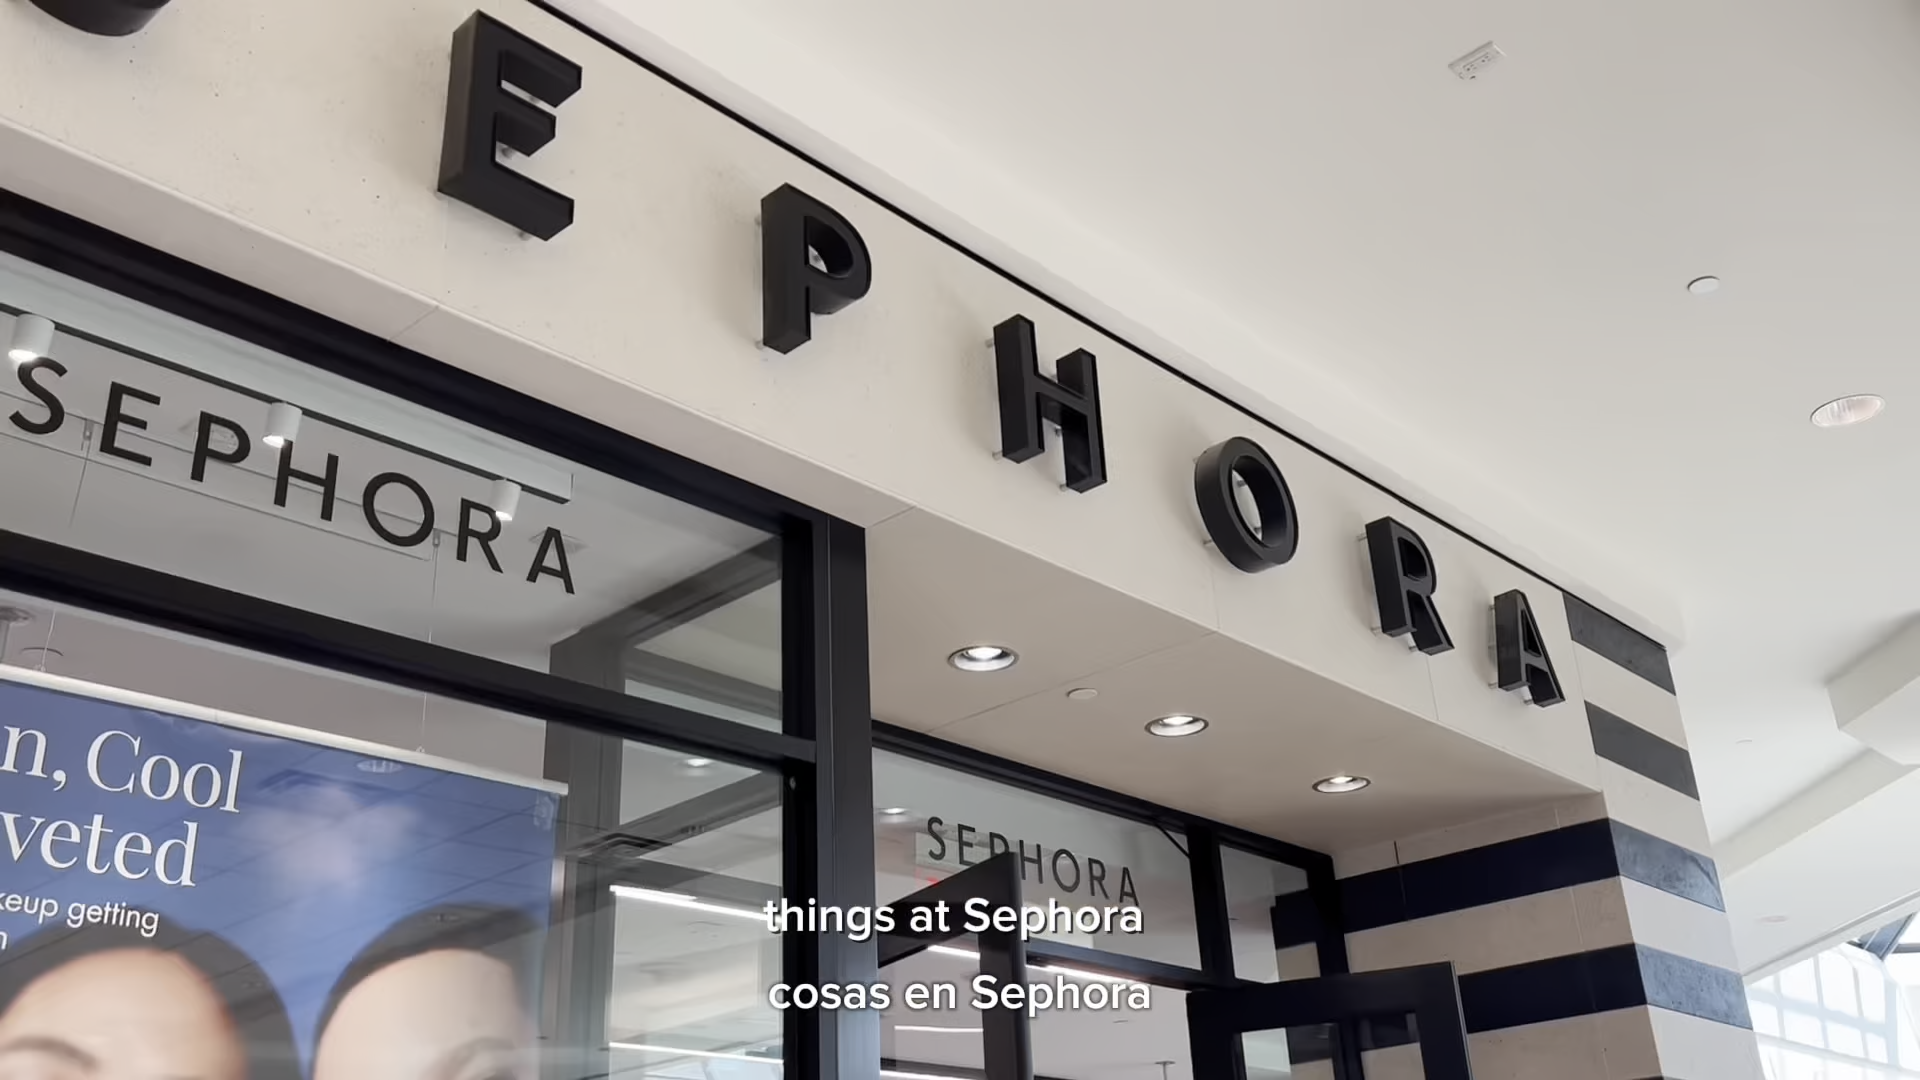 SEPHORA
SEPHORA
n, Cool
veted
keup getting
n
SEPHORA
things at Sephora
cosas en Sephora